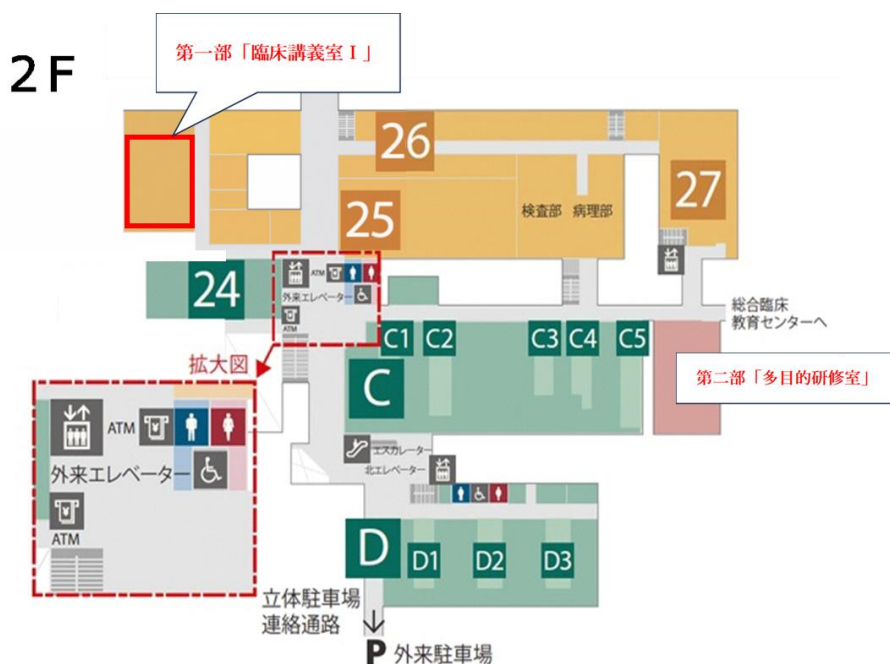 第一部「臨床講義室Ⅰ」
2F
26
27
25
検査部
病理部
24
ATM
外来エレベーター
ATM
総合臨床
教育センターへ
C1
C2
C3
C4
C5
C
第二部「多目的研修室」
拡大図
ATM
外来エレベーター
ATM
エスカレーター
北エレベーター
D
D1
D2
D3
立体駐車場
連絡通路
P 外来駐車場